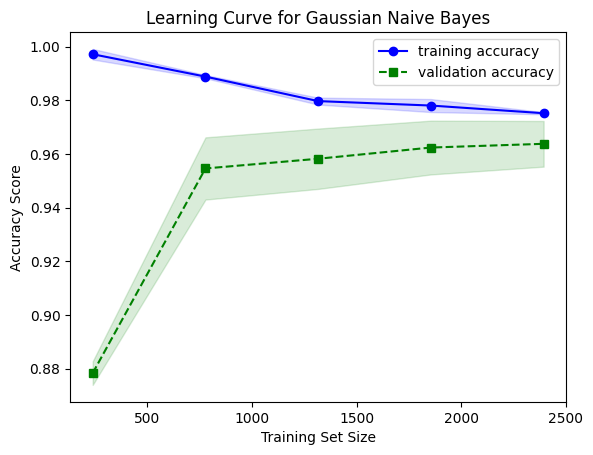 Learning Curve for Gaussian Naive Bayes
training accuracy
validation accuracy
Accuracy Score
1.00
0.98
0.96
0.94
0.92
0.90
0.88
500
1000
1500
2000
2500
Training Set Size